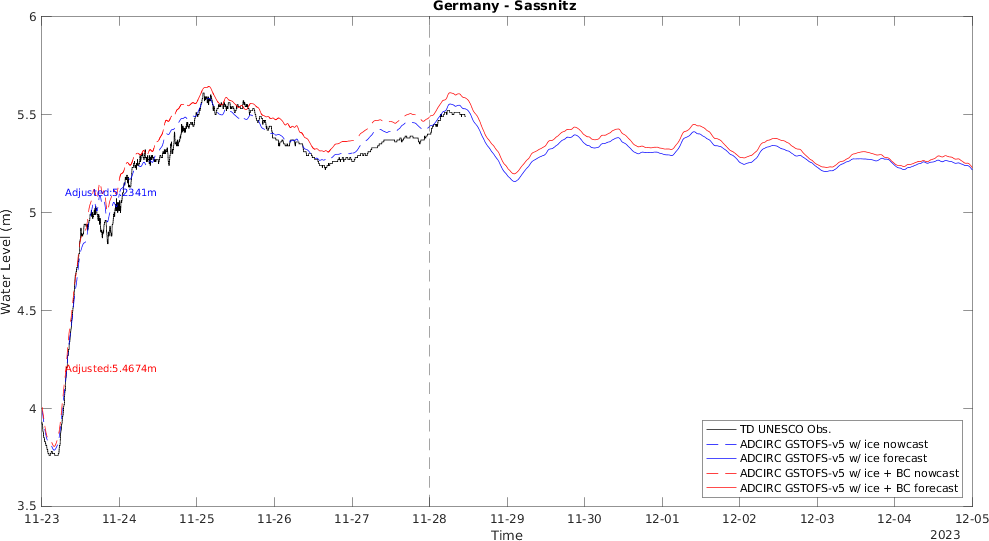 Germany - Sassnitz
6
5.5
5
4.5
4
3.5
Water Level (m)
Adjusted:5.2341m
Adjusted:5.4674m
TD UNESCO Obs.
ADCIRC GSTOFS-v5 w/ ice nowcast
ADCIRC GSTOFS-v5 w/ ice forecast
ADCIRC GSTOFS-v5 w/ ice + BC nowcast
ADCIRC GSTOFS-v5 w/ ice + BC forecast
11-23 11-24 11-25 11-26 11-27 11-28 11-29 11-30 12-01 12-02 12-03 12-04 12-05
Time
2023